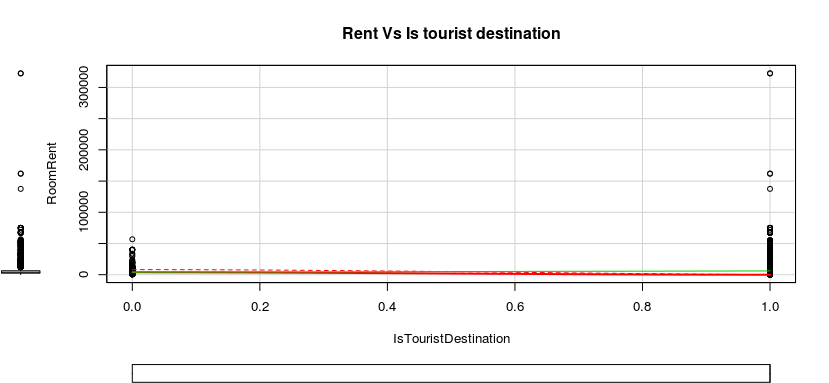 Rent Vs Is tourist destination
300000
200000
100000
0
RoomRent
0.0 0.2 0.4 0.6 0.8 1.0
IsTouristDestination